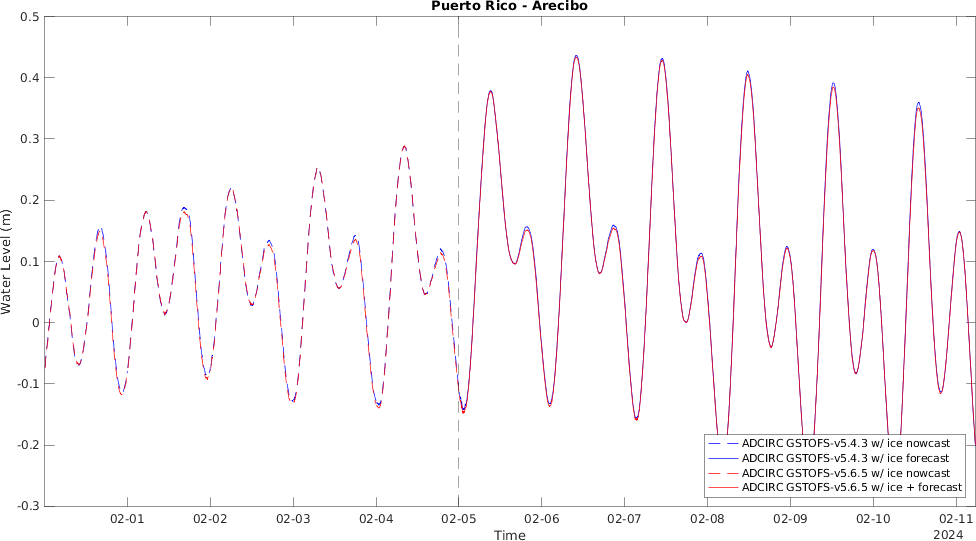 Puerto Rico - Arecibo
0.5
0.4
0.3
0.2
0.1
0
-0.1
-0.2
-0.3
Water Level (m)
ADCIRC GSTOFS-v5.4.3 w/ ice nowcast
ADCIRC GSTOFS-v5.4.3 w/ ice forecast
ADCIRC GSTOFS-v5.6.5 w/ ice nowcast
ADCIRC GSTOFS-v5.6.5 w/ ice + forecast
02-01 02-02 02-03 02-04 02-05 02-06 02-07 02-08 02-09 02-10 02-11
Time
2024